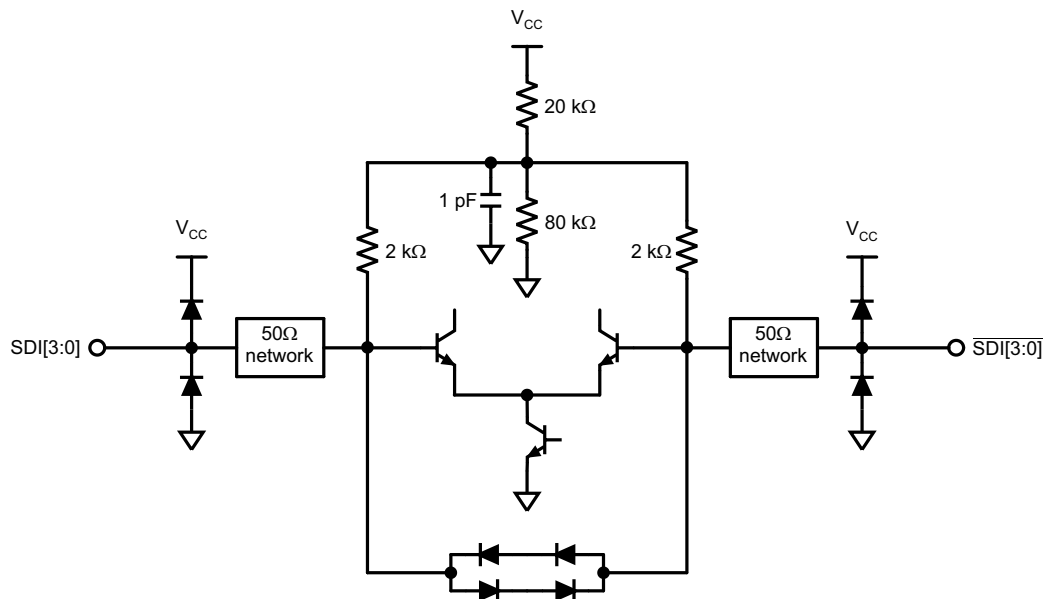 V_CC
20 kΩ
1 pF
80 kΩ
V_CC
2 kΩ
2 kΩ
V_CC
SDI[3:0]
50Ω
network
50Ω
network
S̅D̅I̅[̅3̅:̅0̅]̅